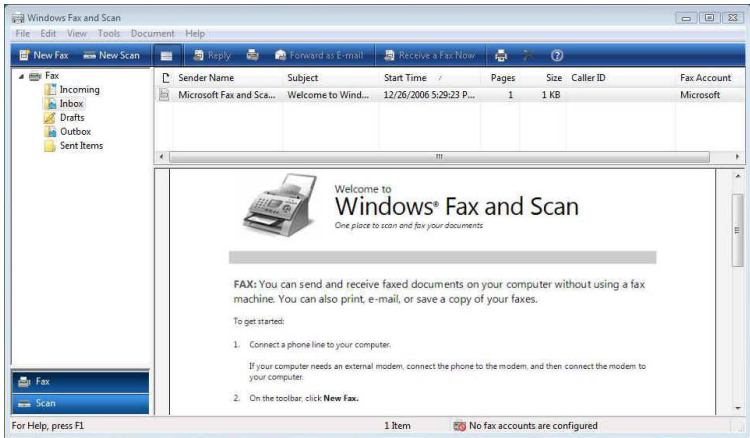 Windows Fax and Scan
File Edit View Tools Document Help
New Fax New Scan Reply Forward as E-mail Receive a Fax Now
Fax
Incoming
Inbox
Drafts
Outbox
Sent Items
Sender Name Subject Start Time Pages Size Caller ID Fax Account
Microsoft Fax and Sca... Welcome to Wind... 12/26/2006 5:29:23 P... 1 1 KB Microsoft
Welcome to
Windows® Fax and Scan
One place to scan and fax your documents
FAX: You can send and receive faxed documents on your computer without using a fax
machine. You can also print, e-mail, or save a copy of your faxes.
To get started:
1. Connect a phone line to your computer.
If your computer needs an external modem, connect the phone to the modem, and then connect the modem to
your computer.
2. On the toolbar, click New Fax.
Fax
Scan
For Help, press F1 1 Item No fax accounts are configured